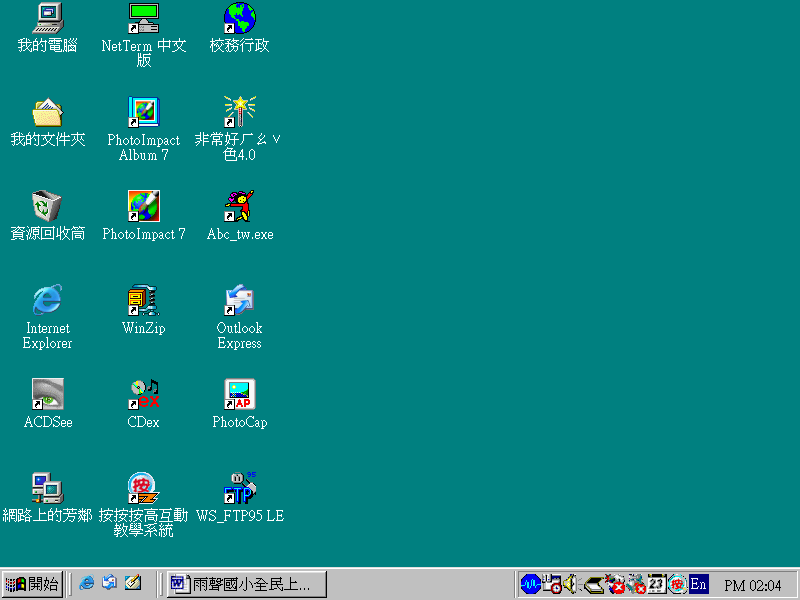 我的電腦
NetTerm 中文
版
校務行政
我的文件夾
PhotoImpact
Album 7
非常好ㄏㄠˇ
色4.0
資源回收筒
PhotoImpact 7
Abc_tw.exe
Internet
Explorer
WinZip
Outlook
Express
ACDSee
CDex
PhotoCap
網路上的芳鄰
按按按高互動
教學系統
WS_FTP95 LE
開始
雨聲國小全民上...
23
按
En
PM 02:04